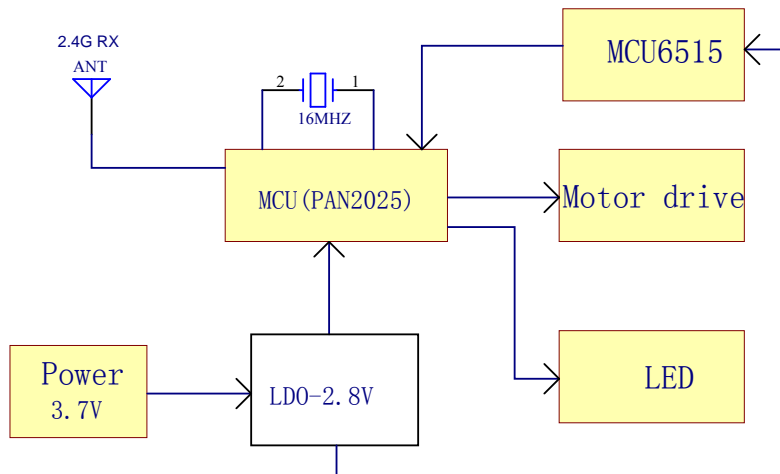 2.4G RX
ANT
2
1
16MHZ
MCU6515
MCU(PAN2025)
Motor drive
Power
3.7V
LDO-2.8V
LED